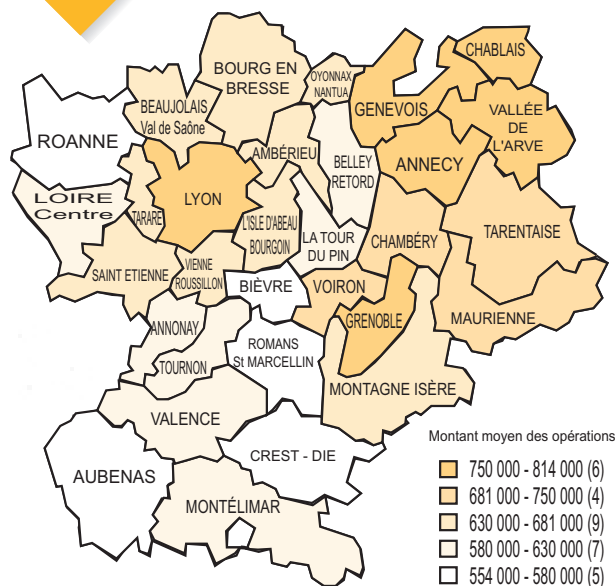 CHABLAIS
BOURG EN
BRESSE
OYONNAX
NANTUA
GENEVOIS
BEAUJOLAIS
Val de Saône
VALLÉE
DE
L'ARVE
ROANNE
AMBÉRIEU
BELLEY
RETORD
ANNECY
LOIRE
Centre
TARARE
LYON
L'ISLE D'ABEAU
BOURGOIN
LA TOUR
DU PIN
CHAMBÉRY
TARENTAISE
SAINT ETIENNE
VIENNE
ROUSSILLON
BIÈVRE
VOIRON
GRENOBLE
MAURIENNE
ANNONAY
TOURNON
ROMANS
St MARCELLIN
MONTAGNE ISÈRE
VALENCE
CREST - DIE
AUBENAS
MONTÉLIMAR
Montant moyen des opérations
750 000 - 814 000 (6)
681 000 - 750 000 (4)
630 000 - 681 000 (9)
580 000 - 630 000 (7)
554 000 - 580 000 (5)